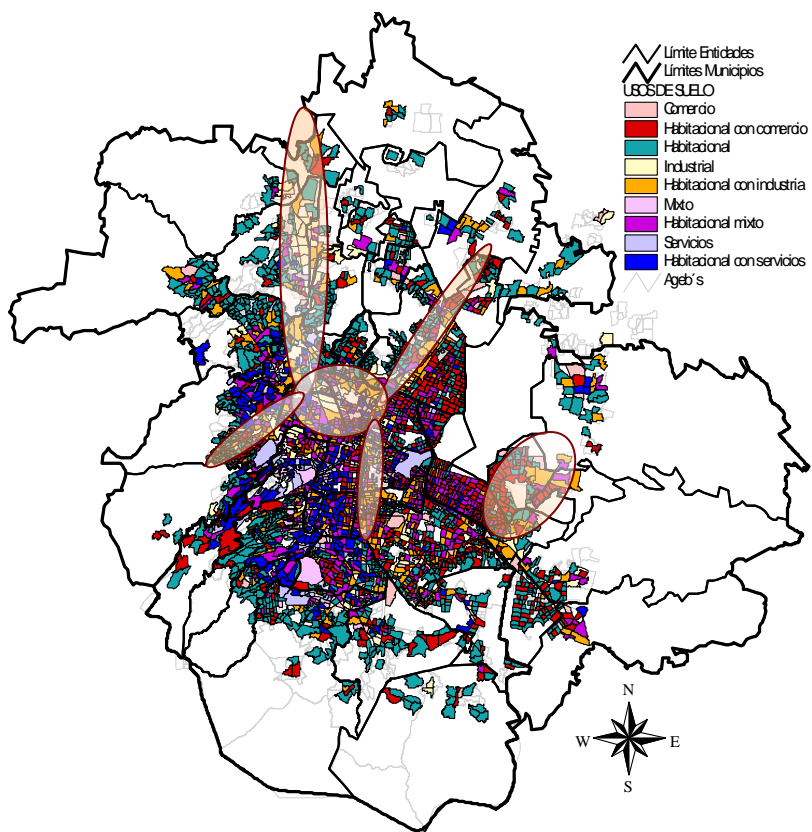 Límite Entidades
Límites Municipios
USOS DE SUELO
Comercio
Habitacional con comercio
Habitacional
Industrial
Habitacional con industria
Mixto
Habitacional mixto
Servicios
Habitacional con servicios
Ageb´s
N
W E
S